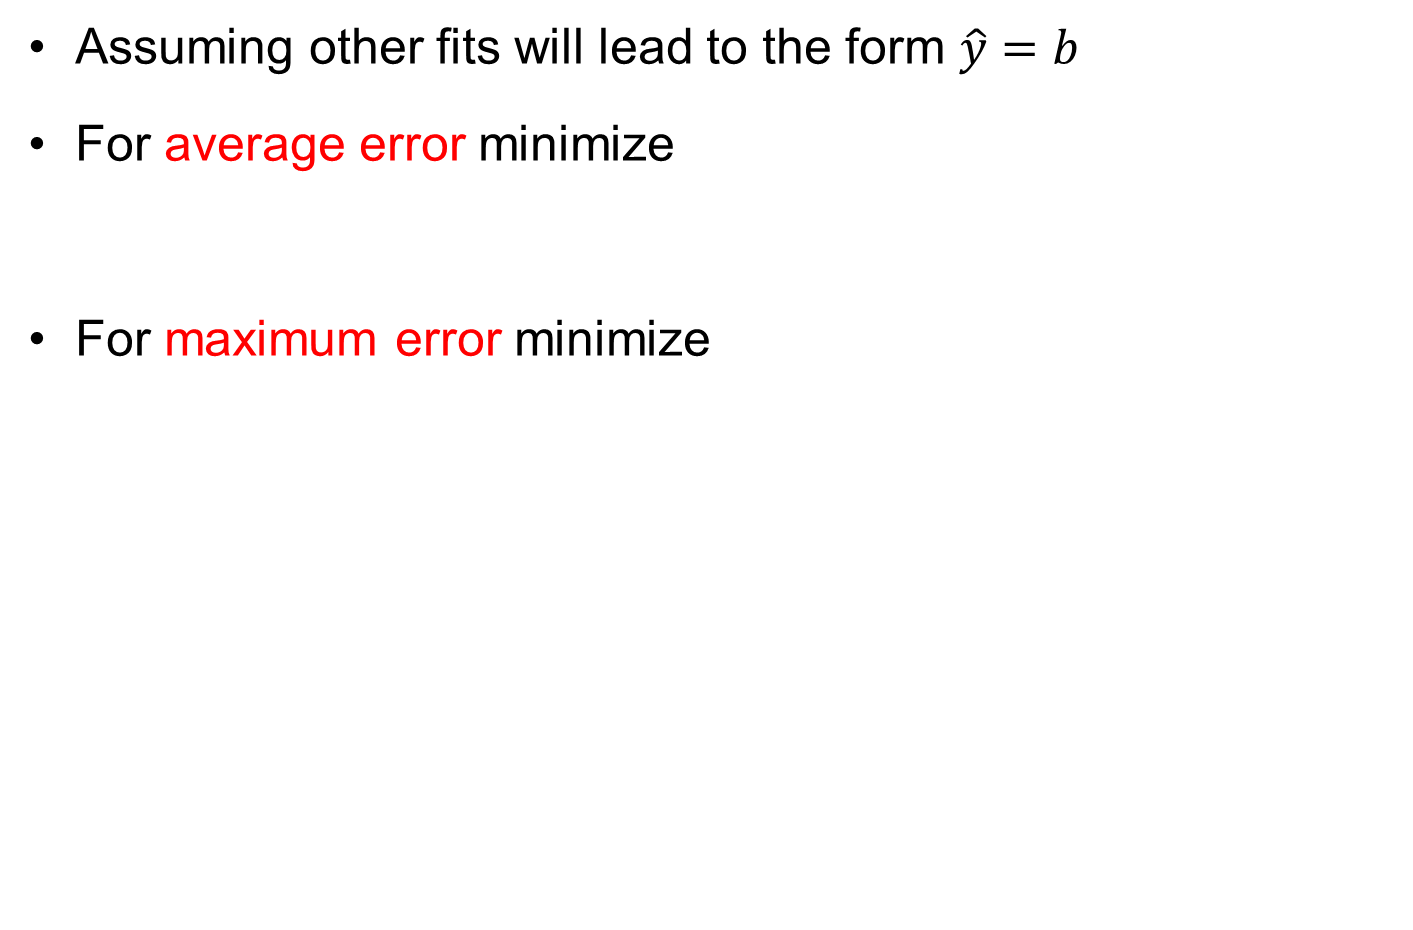 • Assuming other fits will lead to the form ŷ = b
• For average error minimize
• For maximum error minimize